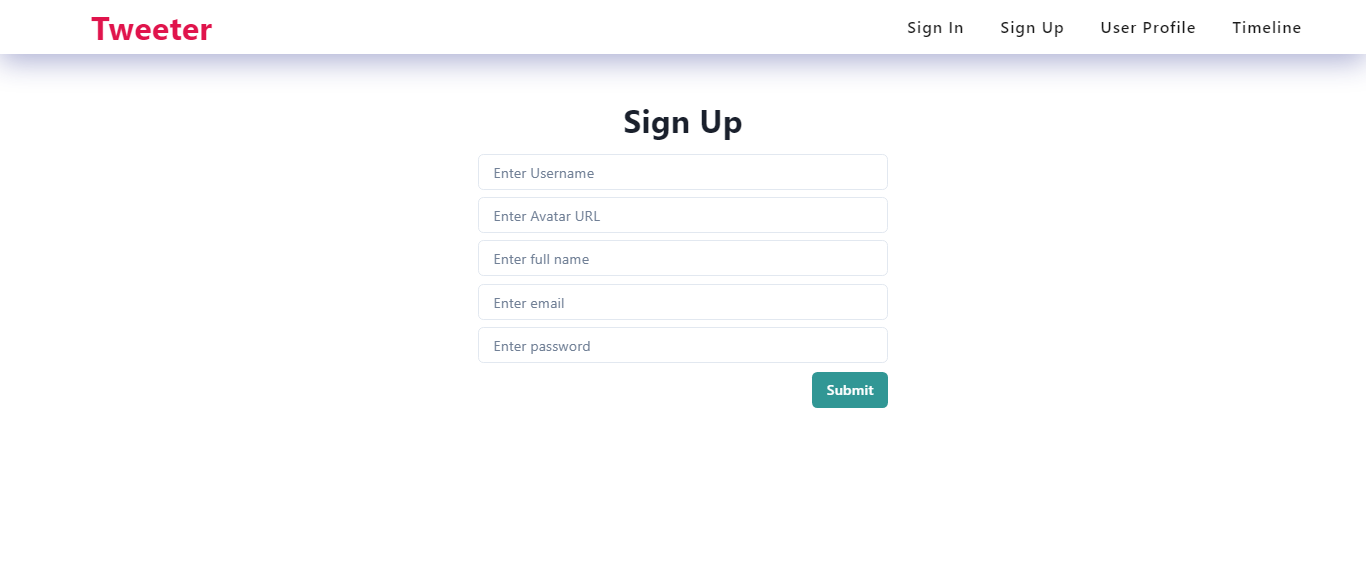 Tweeter Sign In Sign Up User Profile Timeline
Sign Up
Enter Username
Enter Avatar URL
Enter full name
Enter email
Enter password
Submit